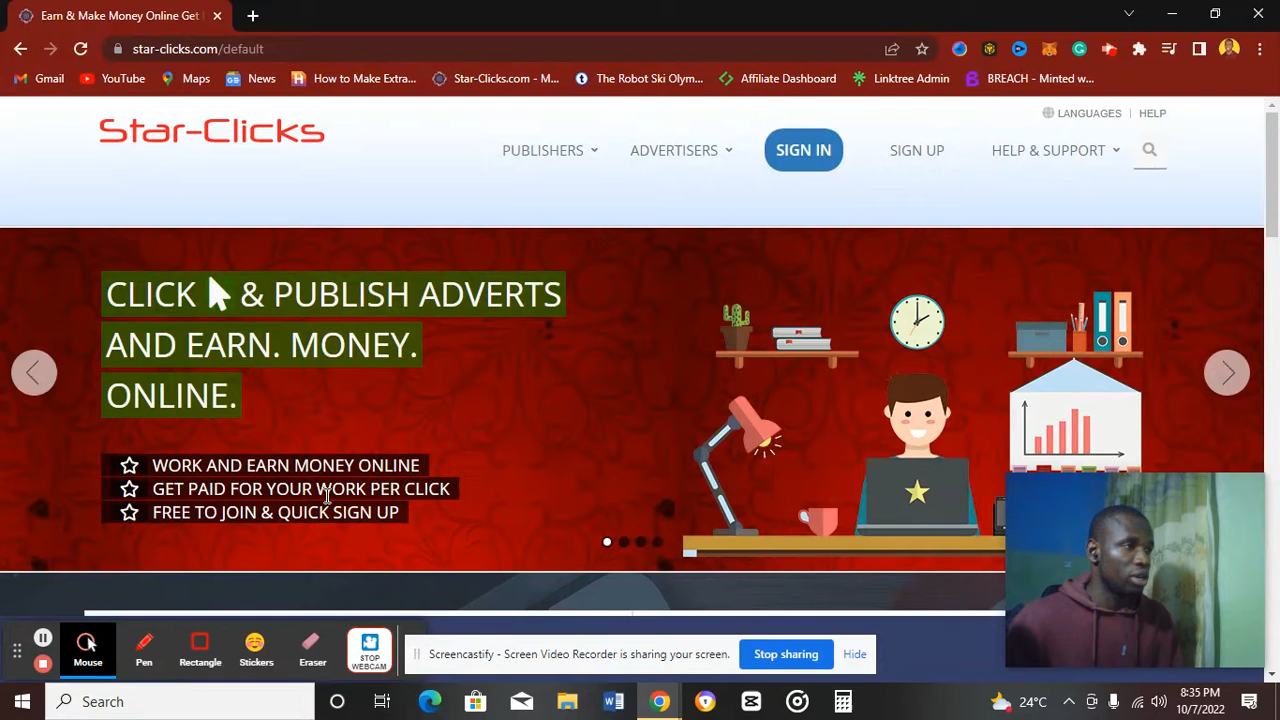 Earn & Make Money Online Get
star-clicks.com/default
Gmail
YouTube
Maps
News
How to Make Extra...
Star-Clicks.com - M...
The Robot Ski Olym...
Affiliate Dashboard
Linktree Admin
BREACH - Minted w...
LANGUAGES | HELP
Star-Clicks
PUBLISHERS
ADVERTISERS
SIGN IN
SIGN UP
HELP & SUPPORT
CLICK & PUBLISH ADVERTS
AND EARN. MONEY.
ONLINE.
WORK AND EARN MONEY ONLINE
GET PAID FOR YOUR WORK PER CLICK
FREE TO JOIN & QUICK SIGN UP
Mouse
Pen
Rectangle
Stickers
Eraser
STOP
WEBCAM
Screencastify - Screen Video Recorder is sharing your screen.
Stop sharing
Hide
Search
24°C
8:35 PM
10/7/2022